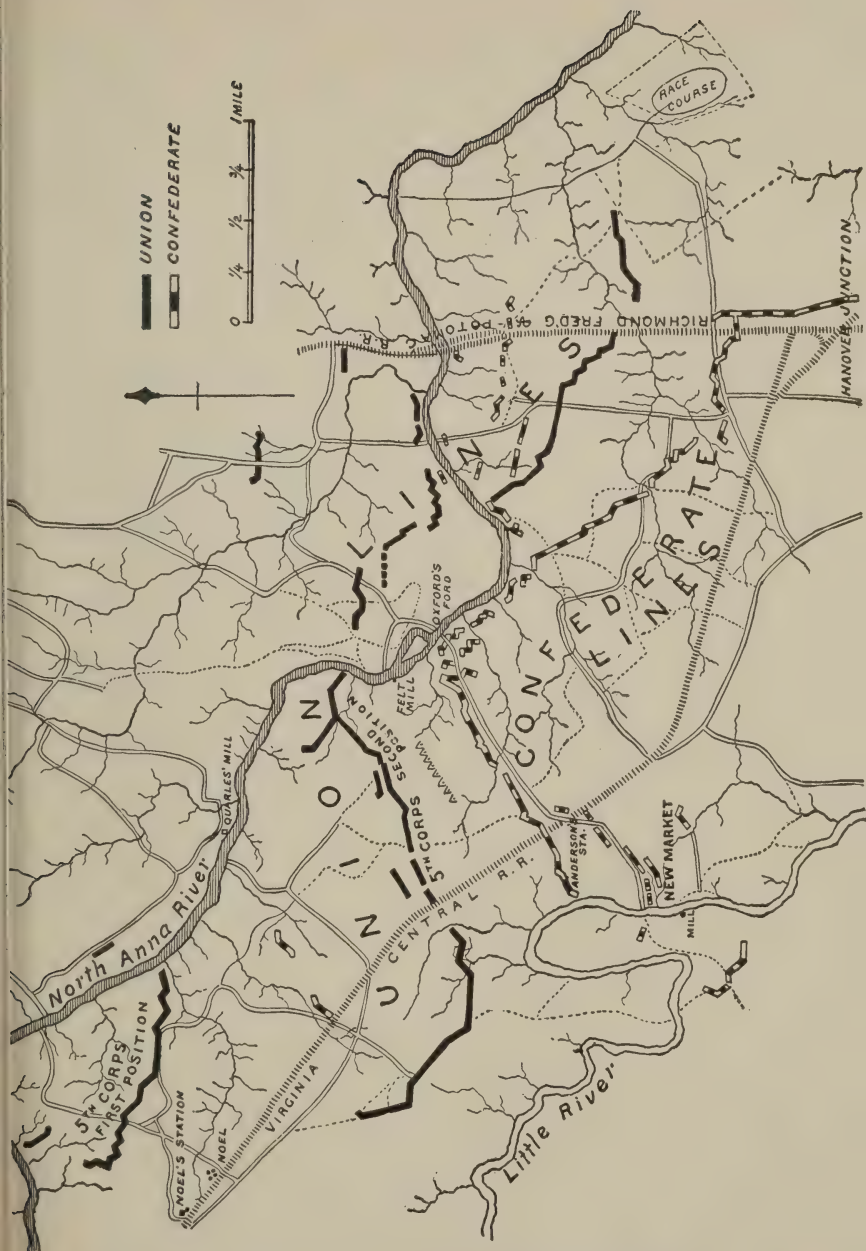 UNION
CONFEDERATE
0 1/4 1/2 3/4 1 MILE
North Anna River
5TH CORPS
FIRST POSITION
NOEL'S STATION
NOEL
VIRGINIA
CENTRAL R.R.
QUARLES' MILL
UNION
LINES
5TH CORPS SECOND
POSITION
FELT
MILL
OXFORD'S
FORD
CONFEDERATE
LINES
ANDERSON'S
STA.
NEW MARKET
MILL
Little River
RICHMOND FRED'G & POTOMAC R.R.
RACE
COURSE
HANOVER JUNCTION